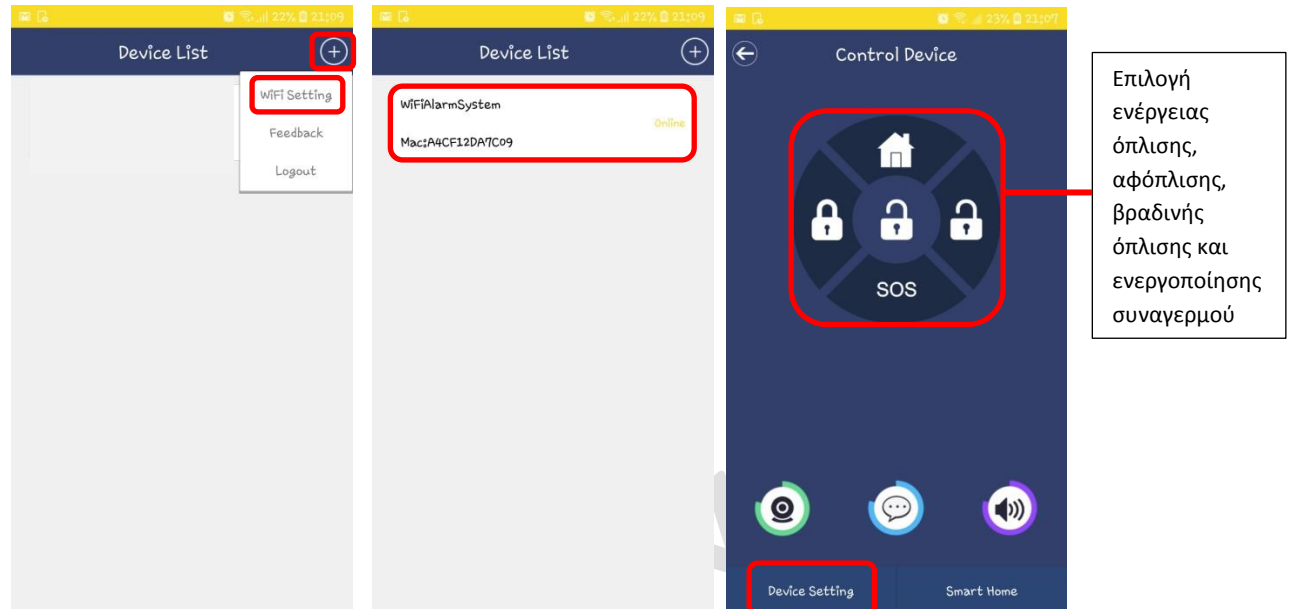 22% 21:09
Device List
WiFi Setting
Feedback
Logout
22% 21:09
Device List
WiFiAlarmSystem
Online
Mac:A4CF12DA7C09
23% 21:07
Control Device
SOS
Device Setting
Smart Home
Επιλογή
ενέργειας
όπλισης,
αφόπλισης,
βραδινής
όπλισης και
ενεργοποίησης
συναγερμού